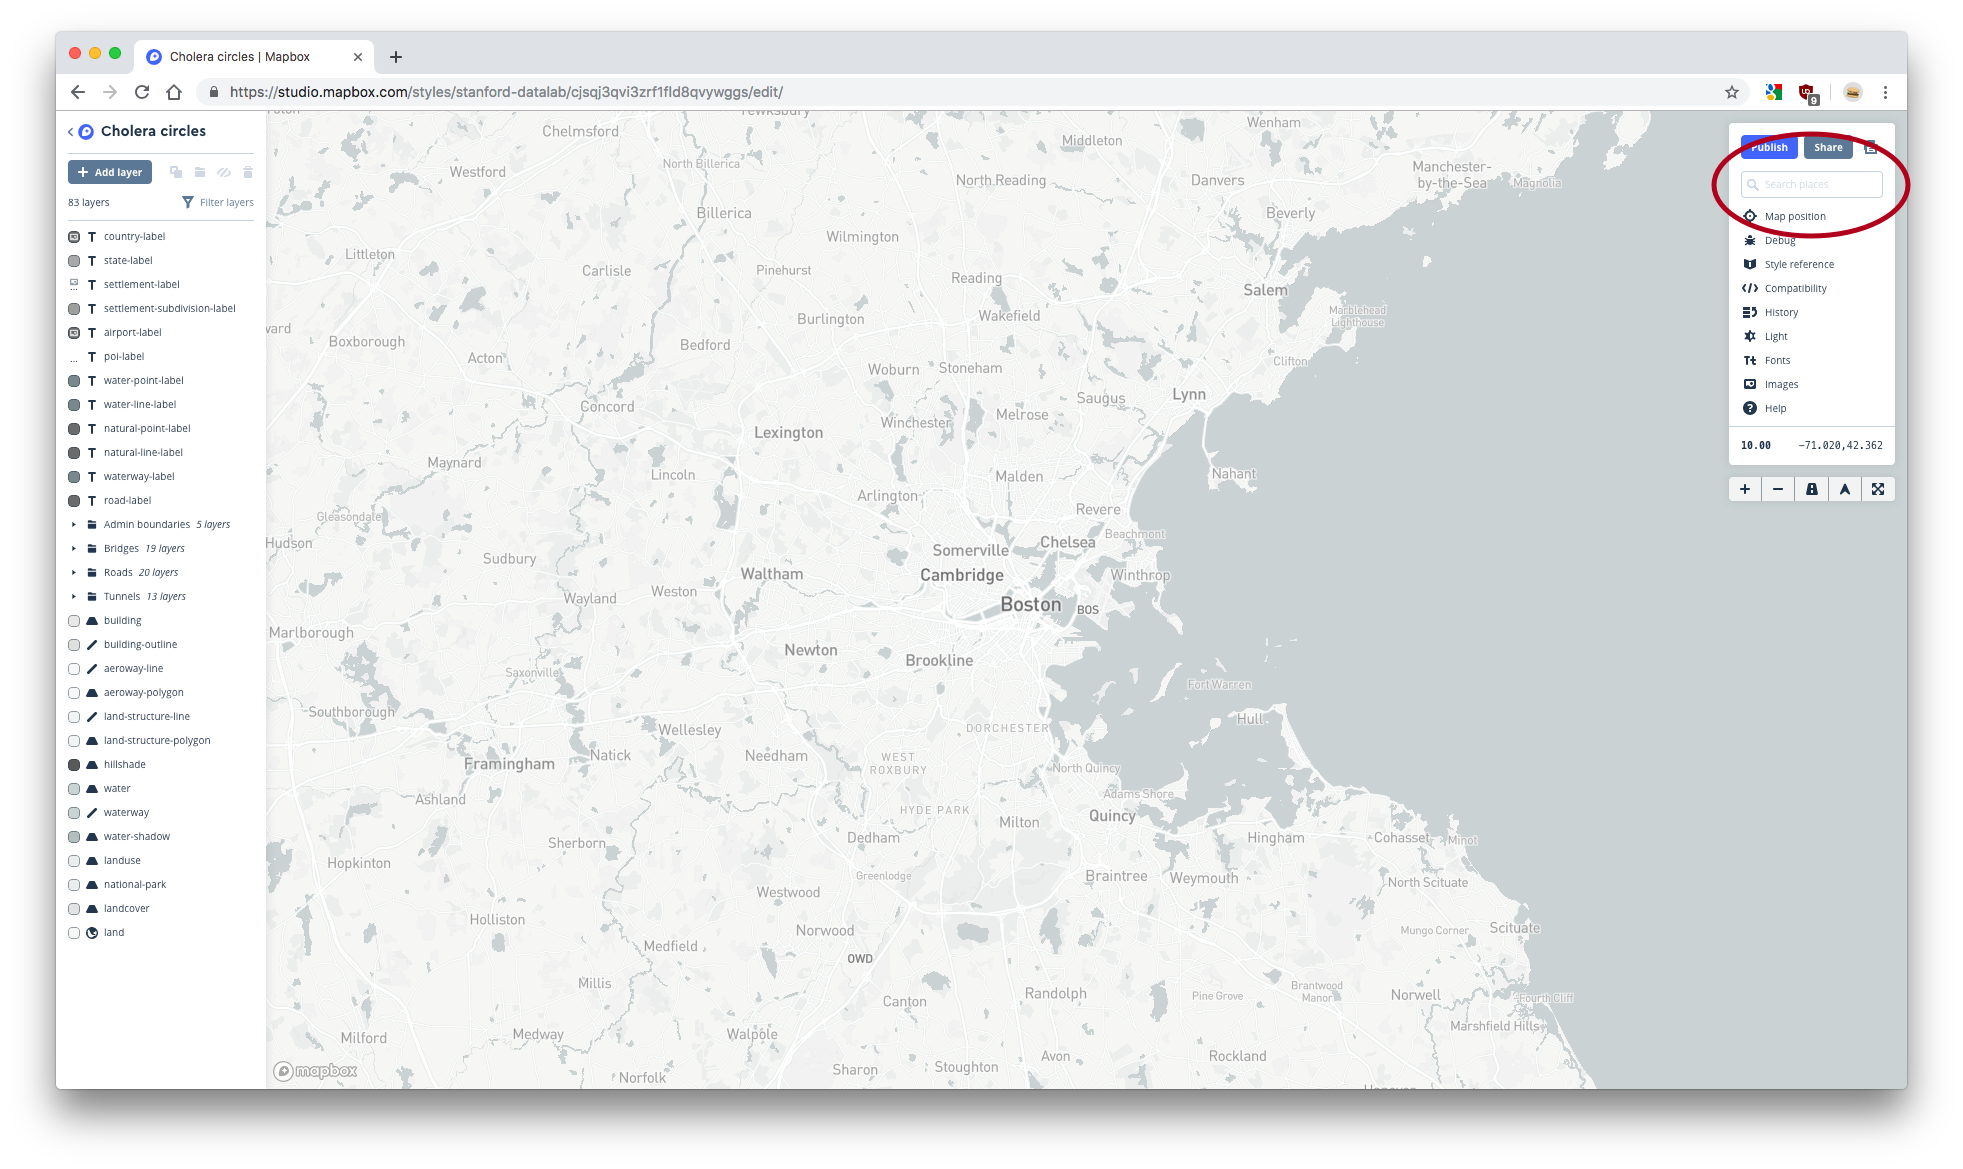 Cholera circles | Mapbox
https://studio.mapbox.com/styles/stanford-datalab/cjsqj3qvi3zrf1fld8qvywggs/edit/
9
Cholera circles
Add layer
83 layers
Filter layers
country-label
state-label
settlement-label
settlement-subdivision-label
airport-label
poi-label
water-point-label
water-line-label
natural-point-label
natural-line-label
waterway-label
road-label
Admin boundaries 5 layers
Bridges 19 layers
Roads 20 layers
Tunnels 13 layers
building
building-outline
aeroway-line
aeroway-polygon
land-structure-line
land-structure-polygon
hillshade
water
waterway
water-shadow
landuse
national-park
landcover
land
Publish
Share
Search places
Map position
Debug
Style reference
Compatibility
History
Light
Fonts
Images
Help
10.00
-71.020,42.362
Tewksbury
Wenham
Chelmsford
Middleton
North Billerica
Manchester-
by-the-Sea
Westford
North Reading
Danvers
Magnolia
Billerica
Beverly
Wilmington
Littleton
Carlisle
Pinehurst
Reading
Salem
Marblehead
Lighthouse
Burlington
Wakefield
ward
Boxborough
Bedford
Acton
Clifton
Woburn
Stoneham
Lynn
Saugus
Concord
Melrose
Winchester
Lexington
Maynard
Lincoln
Malden
Nahant
Arlington
Revere
Gleasondale
Beachmont
Hudson
Somerville
Chelsea
Sudbury
Waltham
Cambridge
Winthrop
Weston
Wayland
Boston
BOS
Marlborough
Newton
Brookline
Saxonville
Fort Warren
Southborough
Hull
Wellesley
DORCHESTER
Natick
Needham
WEST
ROXBURY
Framingham
North Quincy
Ashland
Adams Shore
HYDE PARK
Quincy
Milton
Sherborn
Dedham
Hingham
Cohasset
Minot
Hopkinton
Greenlodge
Braintree
Weymouth
North Scituate
Westwood
Holliston
Norwood
Mungo Corner
Scituate
Medfield
OWD
Millis
Canton
Randolph
Pine Grove
Brantwood
Manor
Norwell
Fourth Cliff
Marshfield Hills
Milford
Medway
Walpole
Avon
Rockland
Sharon
Stoughton
Norfolk
Hanover
mapbox